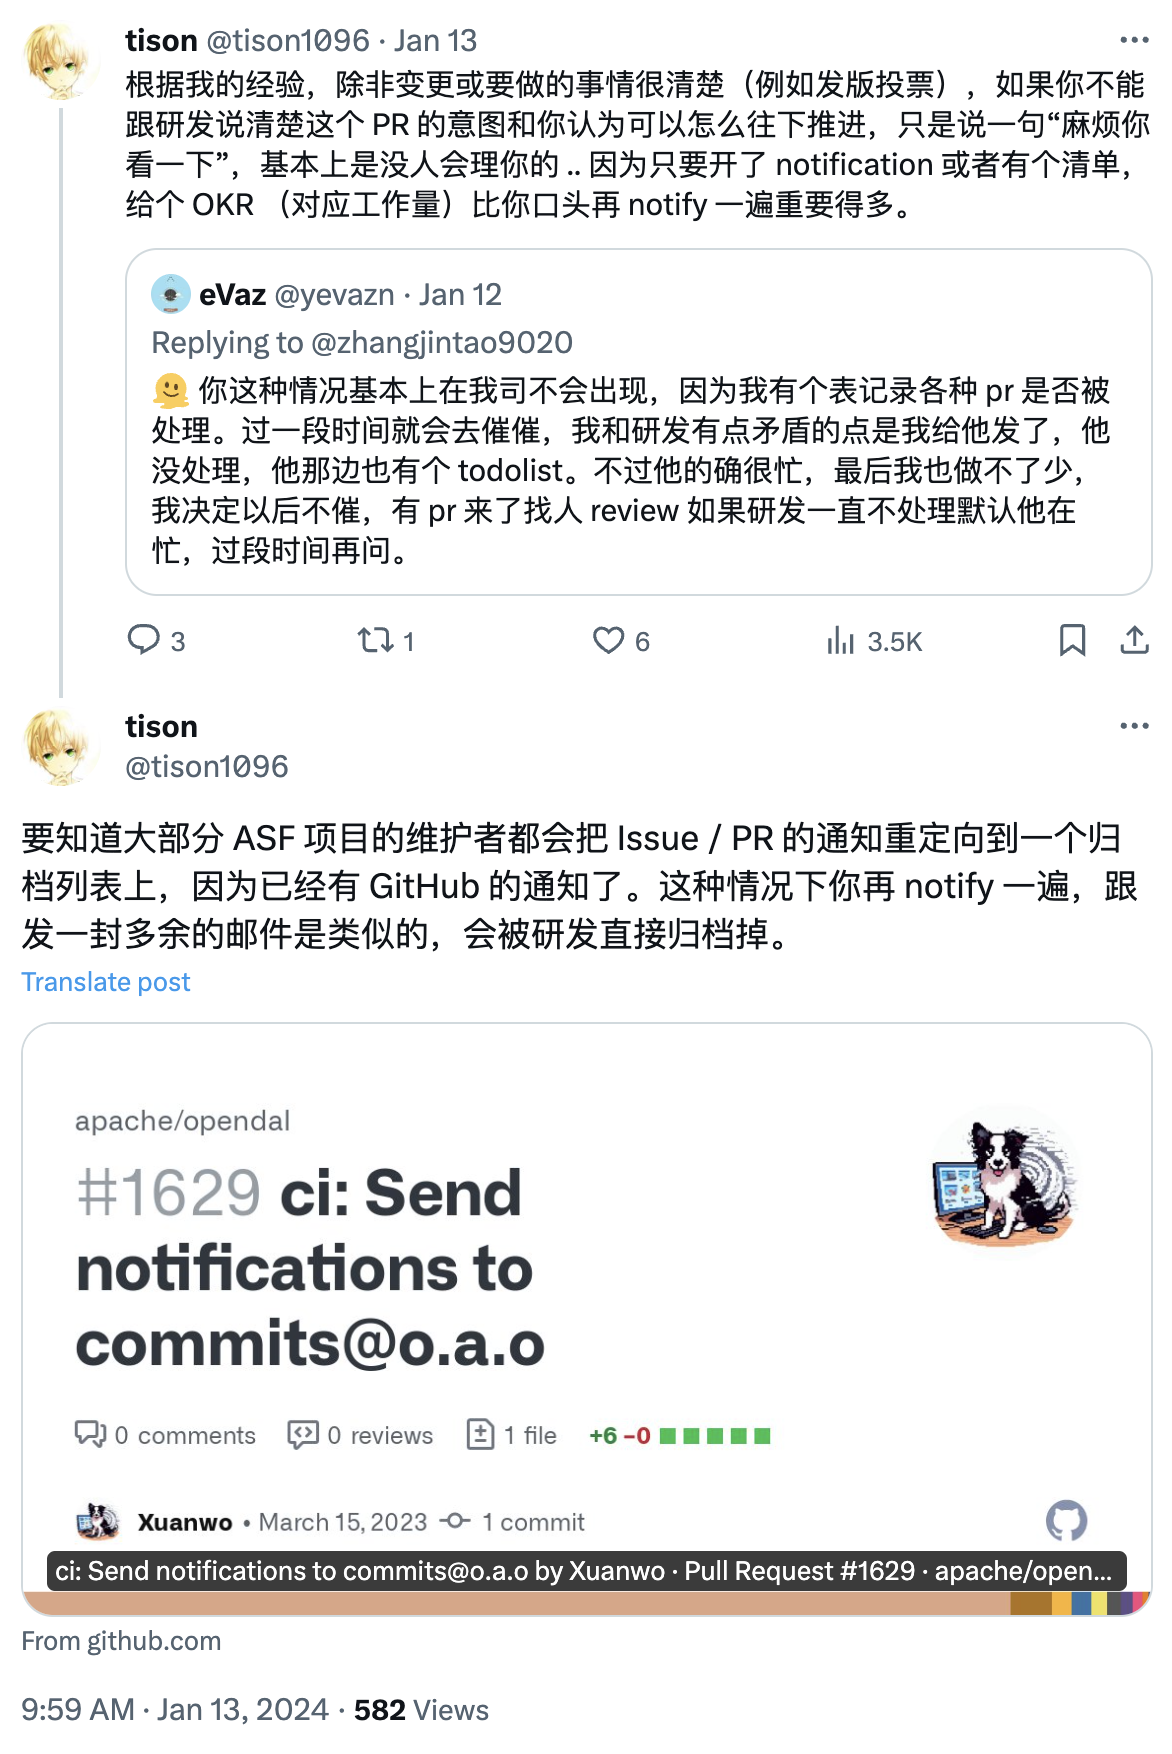 tison @tison1096 · Jan 13
根据我的经验，除非变更或要做的事情很清楚（例如发版投票），如果你不能
跟研发说清楚这个 PR 的意图和你认为可以怎么往下推进，只是说一句“麻烦你
看一下”，基本上是没人会理你的 .. 因为只要开了 notification 或者有个清单，
给个 OKR （对应工作量）比你口头再 notify 一遍重要得多。
eVaz @yevazn · Jan 12
Replying to @zhangjintao9020
🫠 你这种情况基本上在我司不会出现，因为我有个表记录各种 pr 是否被
处理。过一段时间就会去催催，我和研发有点矛盾的点是我给他发了，他
没处理，他那边也有个 todolist。不过他的确很忙，最后我也做不了少，
我决定以后不催，有 pr 来了找人 review 如果研发一直不处理默认他在
忙，过段时间再问。
3 1 6 3.5K
tison
@tison1096
要知道大部分 ASF 项目的维护者都会把 Issue / PR 的通知重定向到一个归
档列表上，因为已经有 GitHub 的通知了。这种情况下你再 notify 一遍，跟
发一封多余的邮件是类似的，会被研发直接归档掉。
Translate post
apache/opendal
#1629 ci: Send
notifications to
commits@o.a.o
0 comments 0 reviews 1 file +6 −0
Xuanwo • March 15, 2023 1 commit
ci: Send notifications to commits@o.a.o by Xuanwo · Pull Request #1629 · apache/open...
From github.com
9:59 AM · Jan 13, 2024 · 582 Views